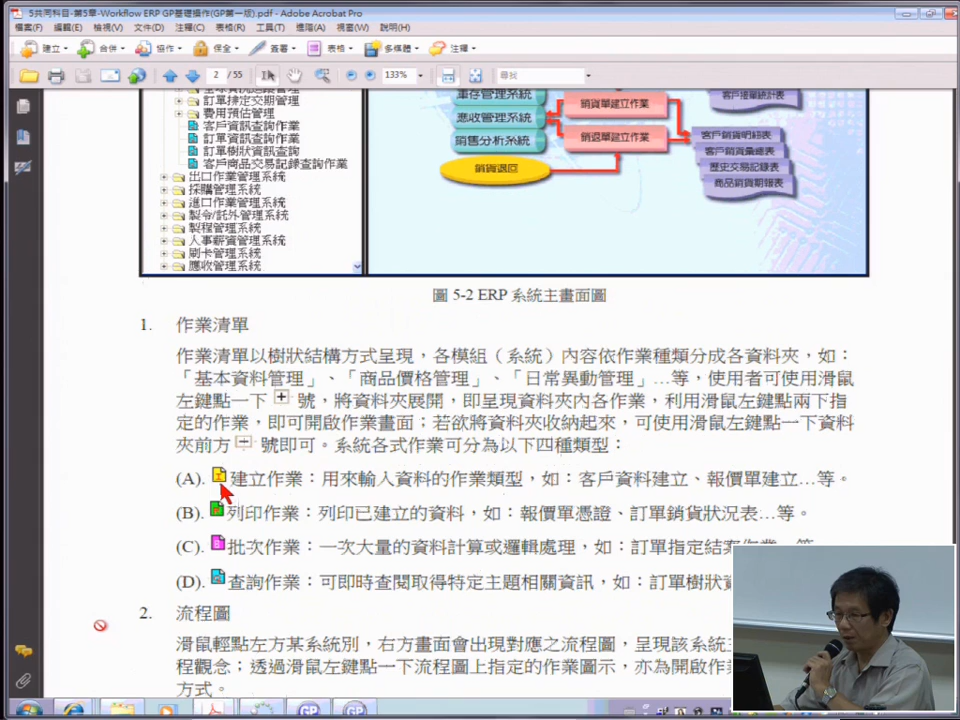 5共同科目-第5章-Workflow ERP GP基礎操作(GP第一版).pdf - Adobe Acrobat Pro
檔案(F) 編輯(E) 檢視(V) 文件(D) 註釋(C) 表格(R) 工具(T) 進階(A) 視窗(W) 說明(H)
建立 合併 協作 保全 簽署 表格 多媒體 註釋
2 / 55 133% 尋找
訂單排定交期管理
費用預估管理
客戶資訊查詢作業
訂單資訊查詢作業
訂單樹狀資訊查詢
客戶商品交易記錄查詢作業
出口作業管理系統
採購管理系統
進口作業管理系統
製令/託外管理系統
製程管理系統
人事薪資管理系統
刷卡管理系統
應收管理系統
庫存管理系統
應收管理系統
銷售分析系統
銷貨退回
銷貨單建立作業
銷退單建立作業
客戶接單統計表
客戶銷貨明細表
客戶銷貨彙總表
歷史交易記錄表
商品銷貨期報表
圖 5-2 ERP 系統主畫面圖
1. 作業清單
作業清單以樹狀結構方式呈現，各模組（系統）內容依作業種類分成各資料夾，如：
「基本資料管理」、「商品價格管理」、「日常異動管理」…等，使用者可使用滑鼠
左鍵點一下 + 號，將資料夾展開，即呈現資料夾內各作業，利用滑鼠左鍵點兩下指
定的作業，即可開啟作業畫面；若欲將資料夾收納起來，可使用滑鼠左鍵點一下資料
夾前方 號即可。系統各式作業可分為以下四種類型：
(A). 建立作業：用來輸入資料的作業類型，如：客戶資料建立、報價單建立…等。
(B). 列印作業：列印已建立的資料，如：報價單憑證、訂單銷貨狀況表…等。
(C). 批次作業：一次大量的資料計算或邏輯處理，如：訂單指定結案作業…等
(D). 查詢作業：可即時查閱取得特定主題相關資訊，如：訂單樹狀資
2. 流程圖
滑鼠輕點左方某系統別，右方畫面會出現對應之流程圖，呈現該系統主
程觀念；透過滑鼠左鍵點一下流程圖上指定的作業圖示，亦為開啟作
方式。